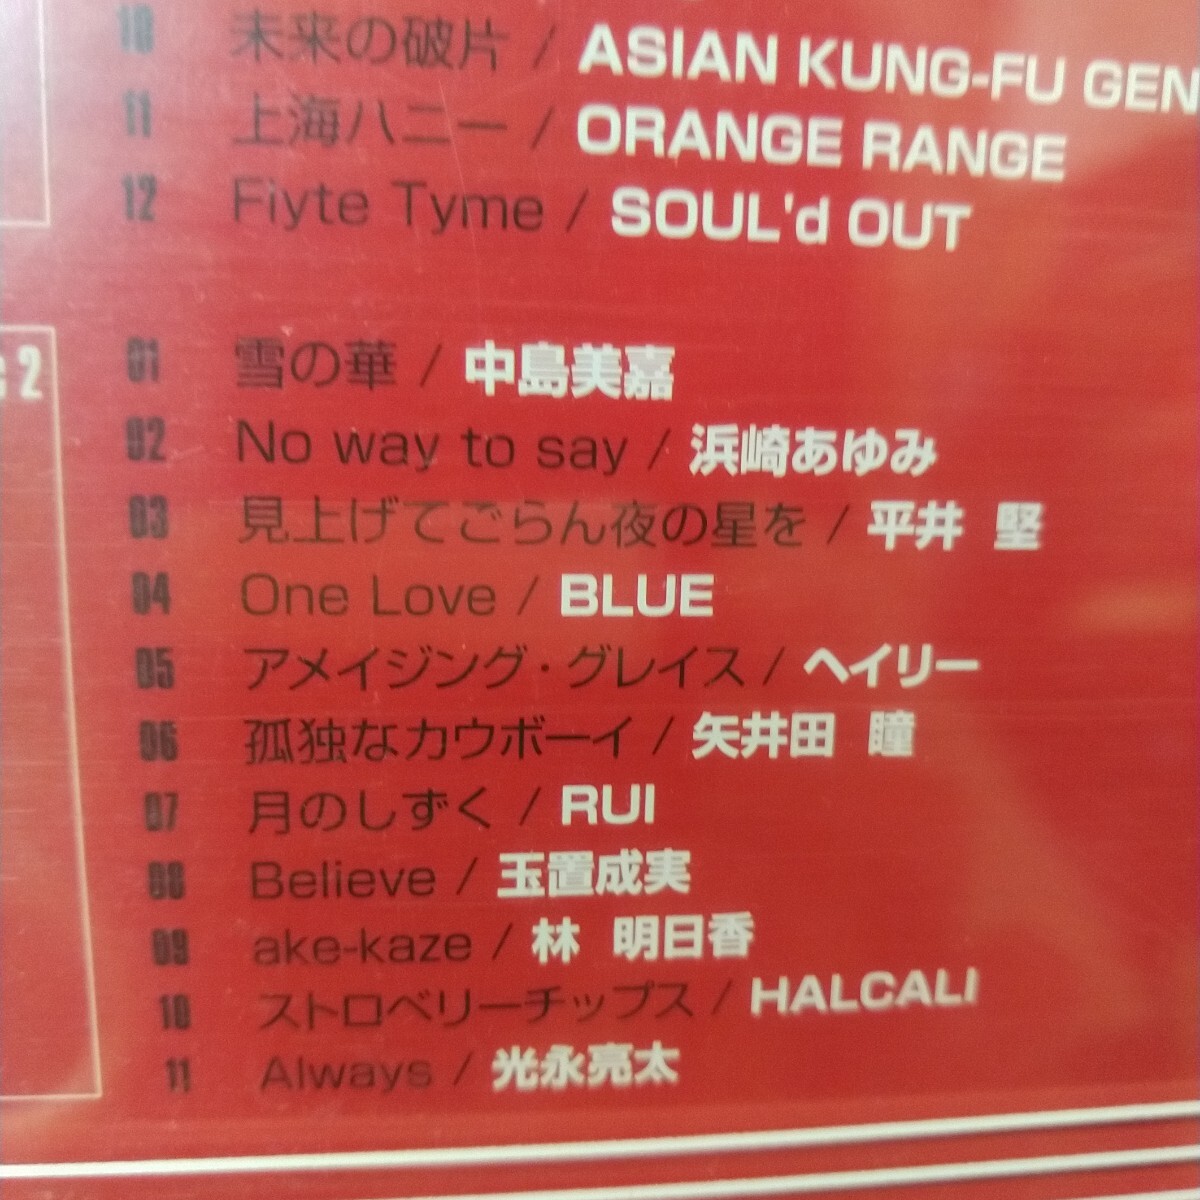 10 未来の破片 / ASIAN KUNG-FU GEN
11 上海ハニー / ORANGE RANGE
12 Flyte Tyme / SOUL'd OUT
2
01 雪の華 / 中島美嘉
02 No way to say / 浜崎あゆみ
03 見上げてごらん夜の星を / 平井 堅
04 One Love / BLUE
05 アメイジング・グレイス / ヘイリー
06 孤独なカウボーイ / 矢井田 瞳
07 月のしずく / RUI
08 Believe / 玉置成実
09 ake-kaze / 林 明日香
10 ストロベリーチップス / HALCALI
11 Always / 光永亮太